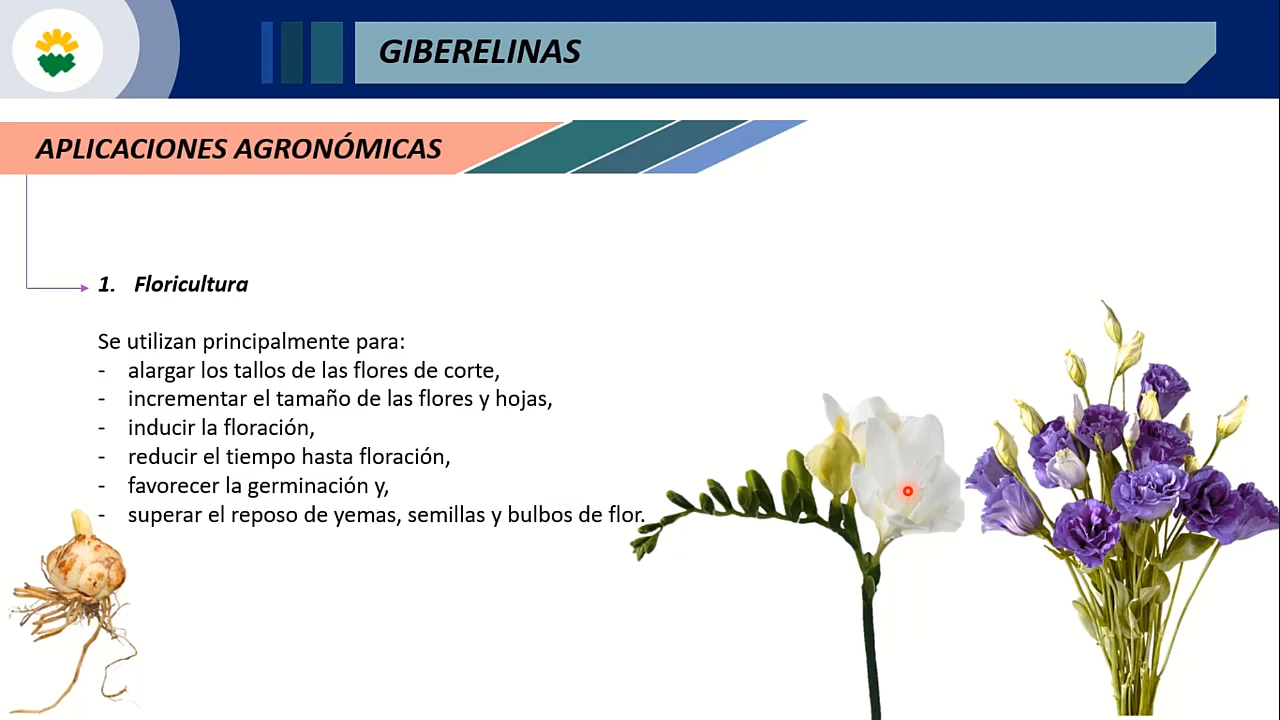 GIBERELINAS
APLICACIONES AGRONÓMICAS
1. Floricultura
Se utilizan principalmente para:
- alargar los tallos de las flores de corte,
- incrementar el tamaño de las flores y hojas,
- inducir la floración,
- reducir el tiempo hasta floración,
- favorecer la germinación y,
- superar el reposo de yemas, semillas y bulbos de flor.